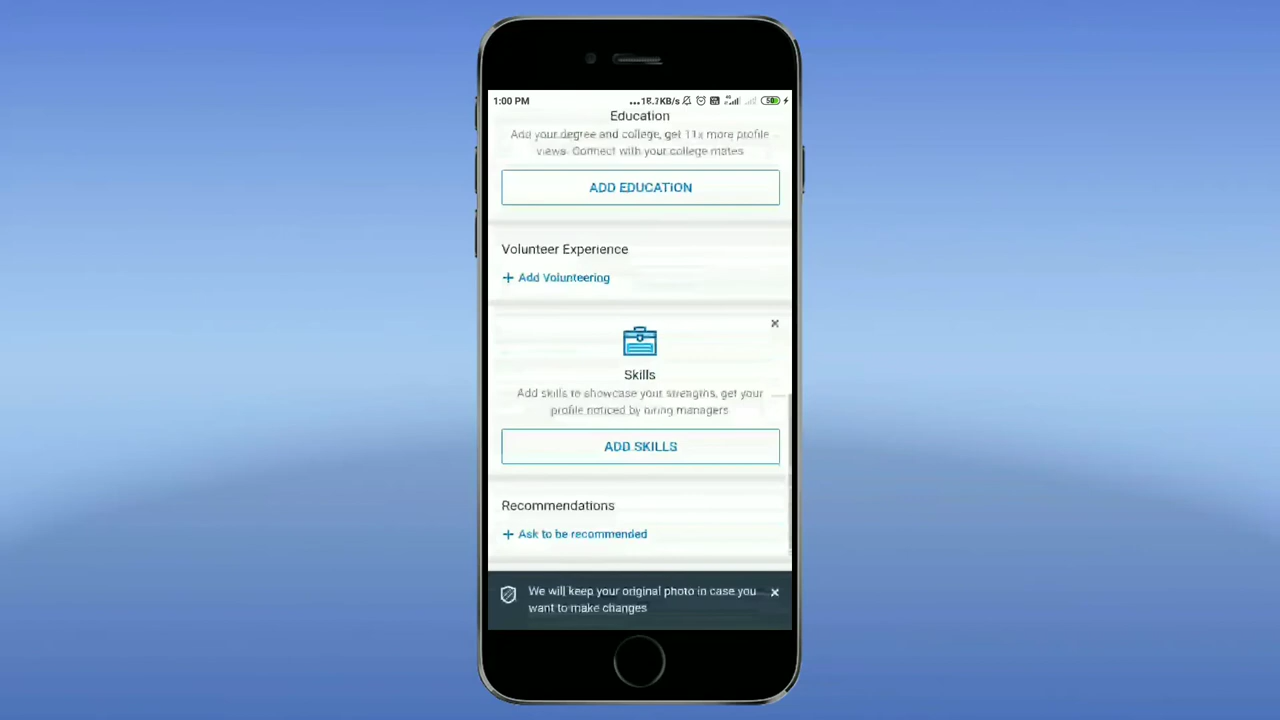 1:00 PM
...18.7KB/s
50
Education
Add your degree and college, get 11x more profile
views. Connect with your college mates
ADD EDUCATION
Volunteer Experience
+ Add Volunteering
Skills
Add skills to showcase your strengths, get your
profile noticed by hiring managers
ADD SKILLS
Recommendations
+ Ask to be recommended
We will keep your original photo in case you
want to make changes